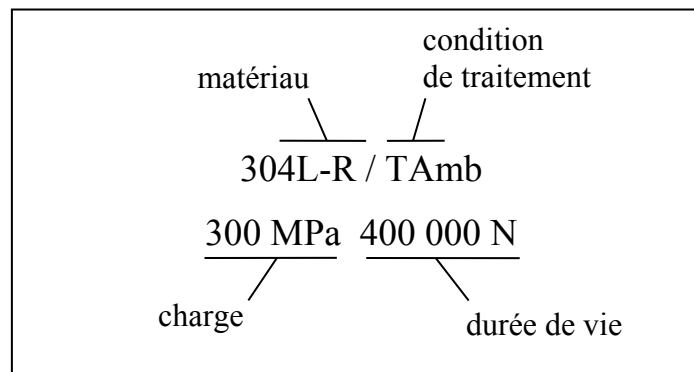 condition
de traitement
matériau
304L-R / TAmb
300 MPa 400 000 N
charge
durée de vie